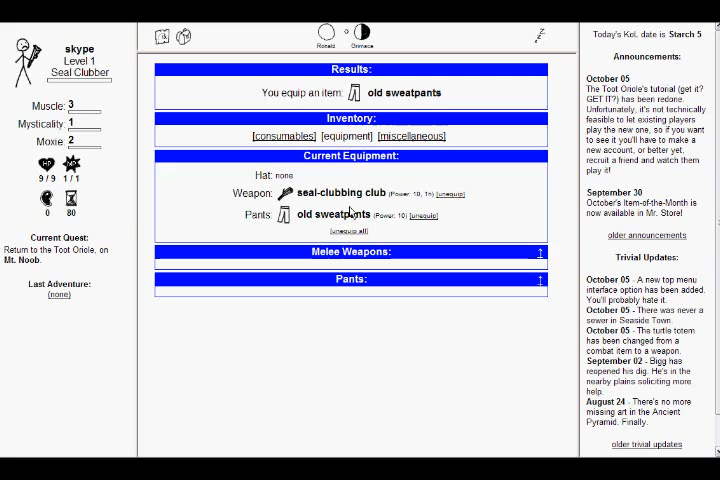 skype
Level 1
Seal Clubber
Muscle: 3
Mysticality: 1
Moxie: 2
HP MP
9 / 9 1 / 1
0 80
Current Quest:
Return to the Toot Oriole, on
Mt. Noob.
Last Adventure:
(none)
Ronald Grimace
Results:
You equip an item: old sweatpants
Inventory:
[consumables] [equipment] [miscellaneous]
Current Equipment:
Hat: none
Weapon: seal-clubbing club (Power: 10, 1h) [unequip]
Pants: old sweatpants (Power: 10) [unequip]
[unequip all]
Melee Weapons: ↑
Pants: ↑
Today's KoL date is Starch 5
Announcements:
October 05
The Toot Oriole's tutorial (get it?
GET IT?) has been redone.
Unfortunately, it's not technically
feasible to let existing players
play the new one, so if you want
to see it you'll have to make a
new account, or better yet,
recruit a friend and watch them
play it!
September 30
October's Item-of-the-Month is
now available in Mr. Store!
older announcements
Trivial Updates:
October 05 - A new top menu
interface option has been added.
You'll probably hate it.
October 05 - There was never a
sewer in Seaside Town.
October 05 - The turtle totem
has been changed from a
combat item to a weapon.
September 02 - Bigg has
reopened his dig. He's in the
nearby plains soliciting more
help.
August 24 - There's no more
missing art in the Ancient
Pyramid. Finally.
older trivial updates